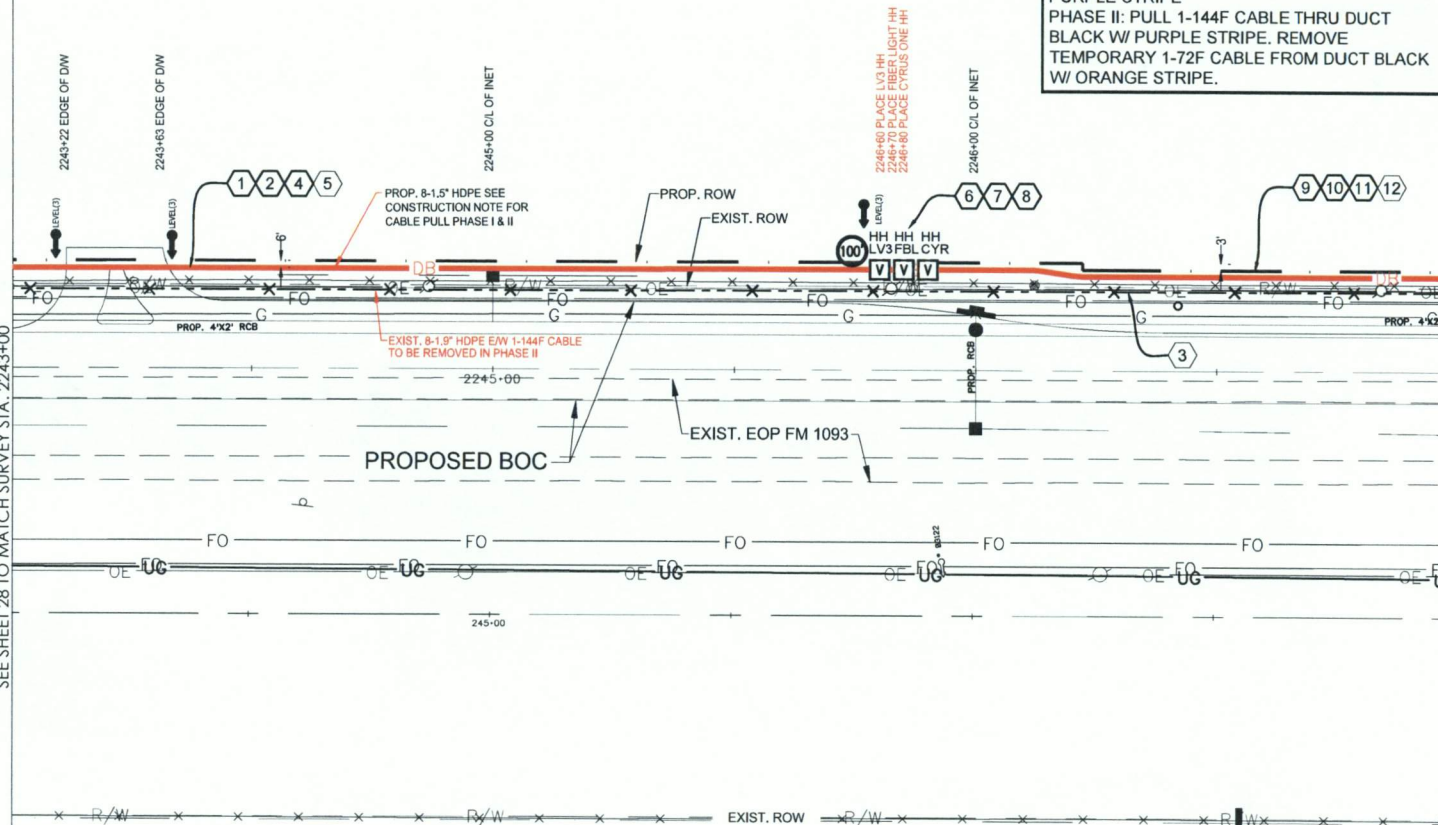 PURPLE STRIPE
PHASE II: PULL 1-144F CABLE THRU DUCT
BLACK W/ PURPLE STRIPE. REMOVE
TEMPORARY 1-72F CABLE FROM DUCT BLACK
W/ ORANGE STRIPE.
2243+22 EDGE OF D/W
2243+63 EDGE OF D/W
2245+00 C/L OF INET
2246+60 PLACE LV3 HH
2246+70 PLACE FIBER LIGHT HH
2246+80 PLACE CYRUS ONE HH
2246+00 C/L OF INET
LEVEL(3)
LEVEL(3)
LEVEL(3)
1 2 4 5
PROP. 8-1.5" HDPE SEE
CONSTRUCTION NOTE FOR
CABLE PULL PHASE I & II
PROP. ROW
EXIST. ROW
6 7 8
9 10 11 12
6'
3'
100'
HH HH HH
LV3 FBL CYR
V V V
DB
DB
R/W R/W R/W
OE OE OE OE
FO FO FO FO FO FO
G G G
PROP. 4'X2' RCB
PROP. 4'X2
EXIST. 8-1.9" HDPE E/W 1-144F CABLE
TO BE REMOVED IN PHASE II
3
PROP. RCB
2245+00
EXIST. EOP FM 1093
PROPOSED BOC
SEE SHEET 28 TO MATCH SURVEY STA. 2243+00
FO FO FO FO FO
OE UG OE UG OE UG OE UG OE UG OE
245+00
R/W R/W EXIST. ROW R/W R/W